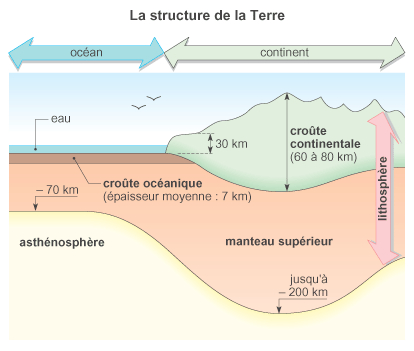 La structure de la Terre
océan
continent
eau
30 km
croûte
continentale
(60 à 80 km)
lithosphère
croûte océanique
(épaisseur moyenne : 7 km)
– 70 km
asthénosphère
manteau supérieur
jusqu'à
– 200 km